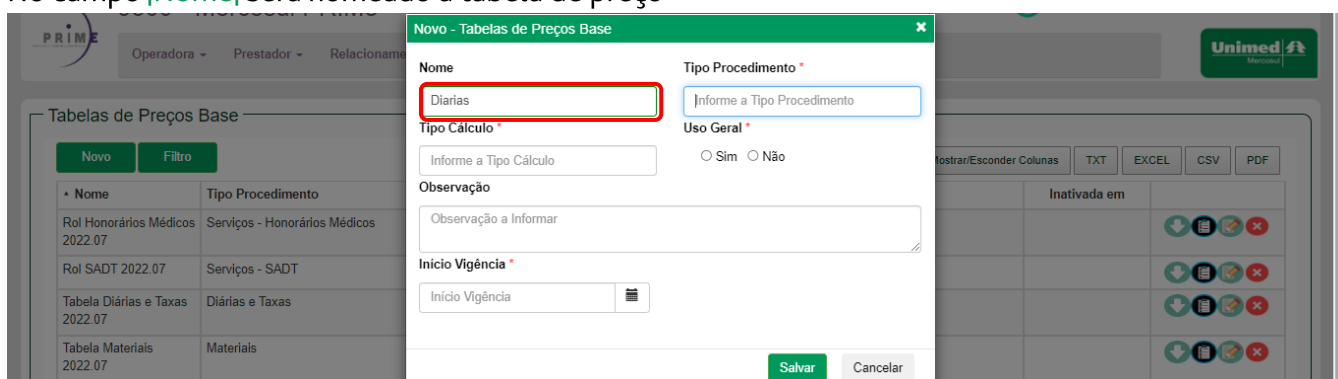 No campo |Nome| será nomeado a tabela de preço
PRIME
Operadora
Prestador
Relacioname
Unimed
Mercosul
Novo - Tabelas de Preços Base
×
Nome
Tipo Procedimento *
Diarias
Informe a Tipo Procedimento
Tipo Cálculo *
Uso Geral *
Informe a Tipo Cálculo
Sim
Não
Observação
Observação a Informar
Início Vigência *
Início Vigência
Salvar
Cancelar
Tabelas de Preços Base
Novo
Filtro
Mostrar/Esconder Colunas
TXT
EXCEL
CSV
PDF
Nome
Tipo Procedimento
Inativada em
Rol Honorários Médicos
2022.07
Serviços - Honorários Médicos
Rol SADT 2022.07
Serviços - SADT
Tabela Diárias e Taxas
2022.07
Diárias e Taxas
Tabela Materiais
2022.07
Materiais